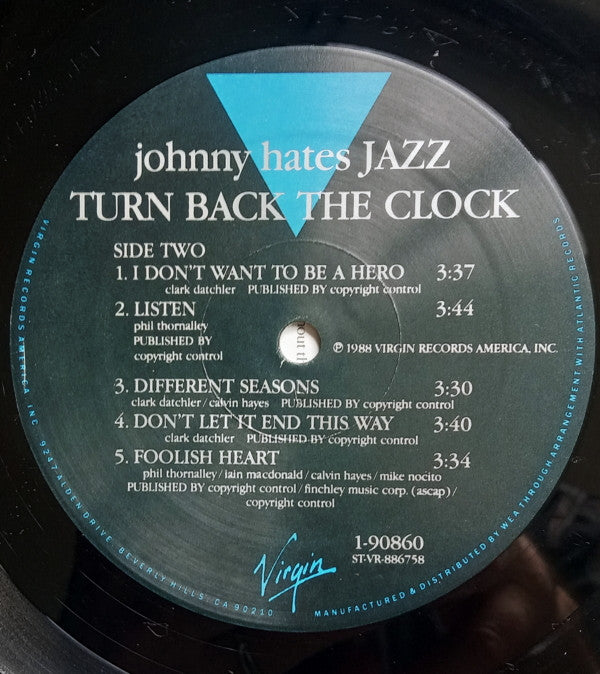 johnny hates JAZZ
TURN BACK THE CLOCK
SIDE TWO
1. I DON'T WANT TO BE A HERO 3:37
clark datchler PUBLISHED BY copyright control
2. LISTEN 3:44
phil thornalley
PUBLISHED BY
copyright control
℗ 1988 VIRGIN RECORDS AMERICA, INC.
3. DIFFERENT SEASONS 3:30
clark datchler/calvin hayes PUBLISHED BY copyright control
4. DON'T LET IT END THIS WAY 3:40
clark datchler PUBLISHED BY copyright control
5. FOOLISH HEART 3:34
phil thornalley/iain macdonald/calvin hayes/mike nocito
PUBLISHED BY copyright control/finchley music corp. (ascap)/
copyright control
1-90860
ST-VR-886758
Virgin
VIRGIN RECORDS AMERICA, INC. 9247 ALDEN DRIVE, BEVERLY HILLS, CA 90210
MANUFACTURED & DISTRIBUTED BY WEA THROUGH ARRANGEMENT WITH ATLANTIC RECORDS